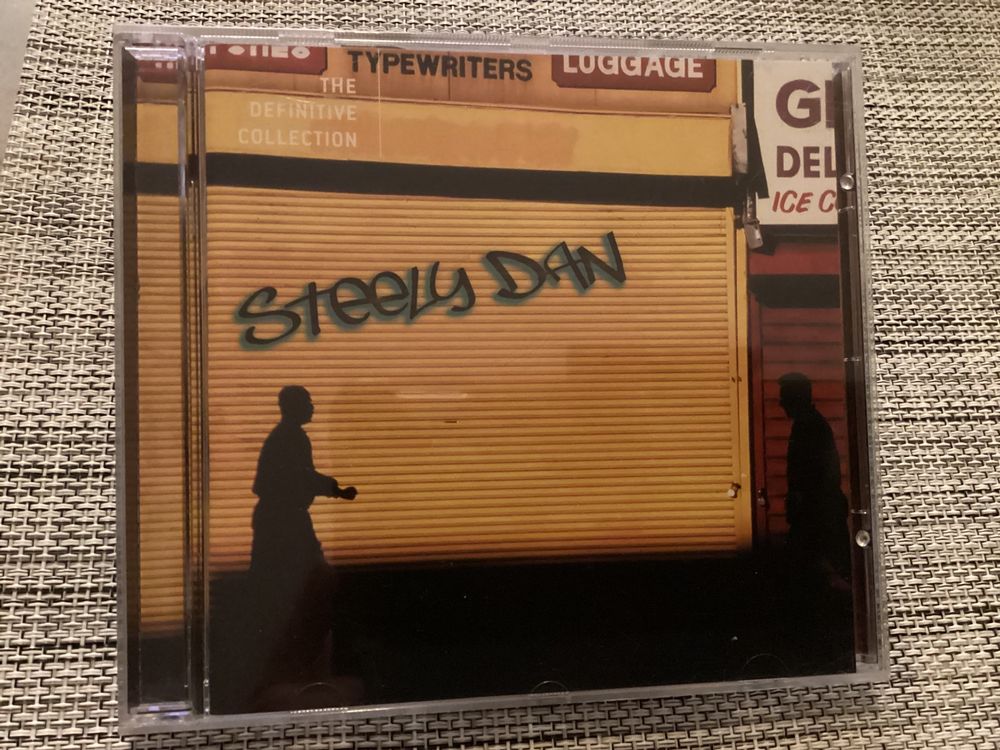 TYPEWRITERS
LUGGAGE
THE
DEFINITIVE
COLLECTION
DEL
ICE C
STEELY DAN